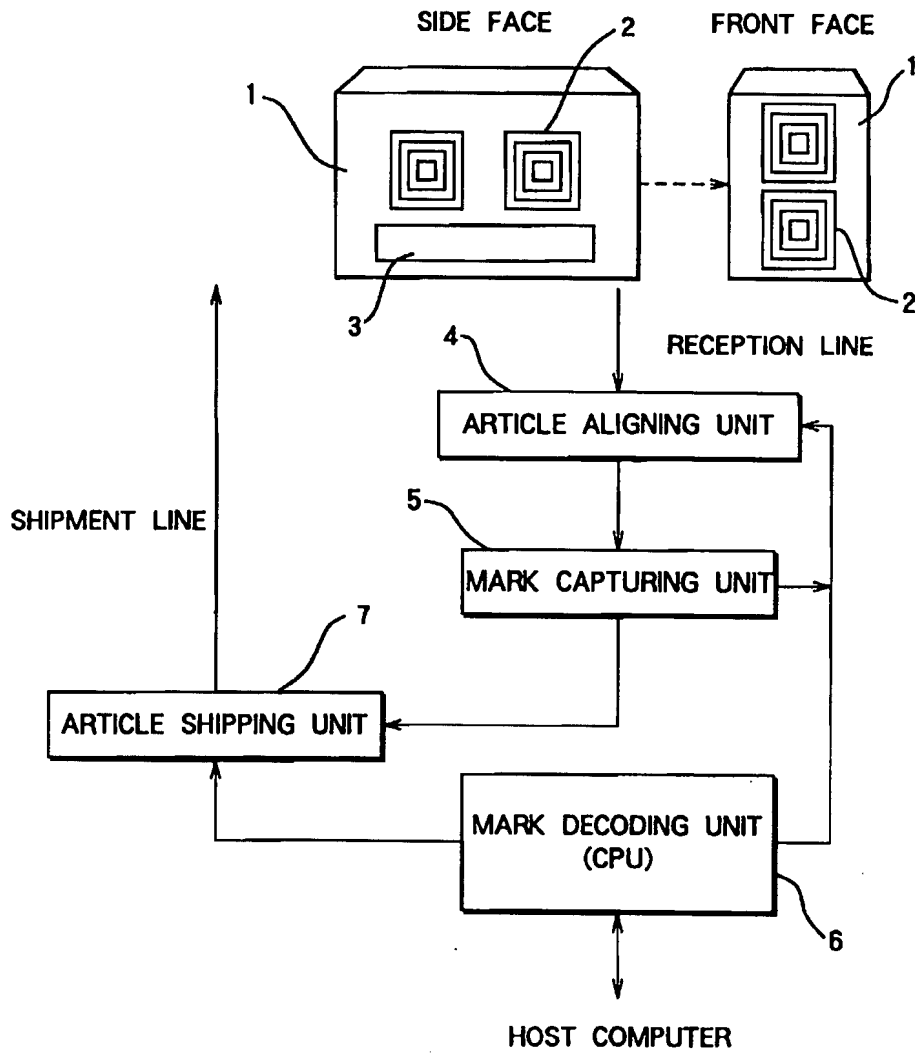 SIDE FACE
2
FRONT FACE
1
1
3
2
4
RECEPTION LINE
ARTICLE ALIGNING UNIT
5
SHIPMENT LINE
MARK CAPTURING UNIT
7
ARTICLE SHIPPING UNIT
MARK DECODING UNIT
(CPU)
6
HOST COMPUTER